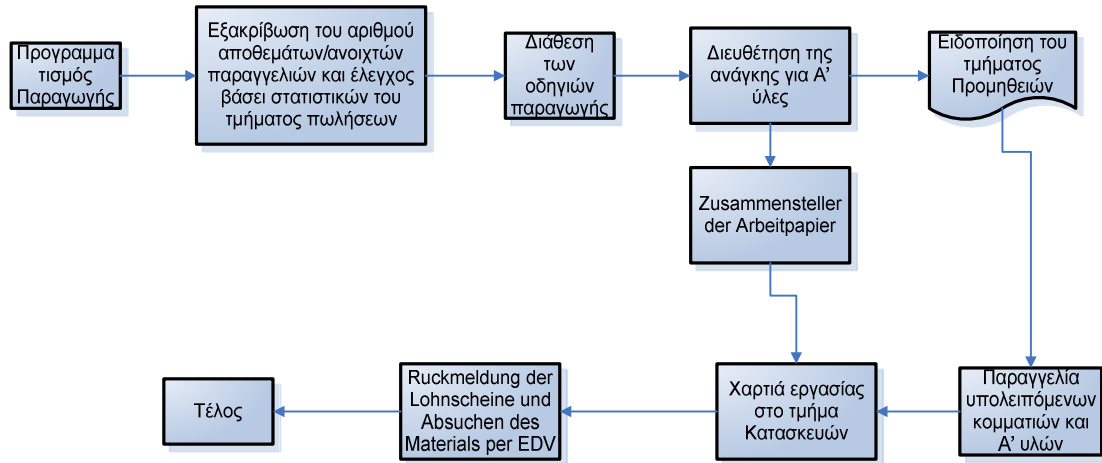 Προγραμμα
τισμός
Παραγωγής
Εξακρίβωση του αριθμού
αποθεμάτων/ανοιχτών
παραγγελιών και έλεγχος
βάσει στατιστικών του
τμήματος πωλήσεων
Διάθεση
των
οδηγιών
παραγωγής
Διευθέτηση της
ανάγκης για Α’
ύλες
Ειδοποίηση του
τμήματος
Προμηθειών
Zusammensteller
der Arbeitpapier
Τέλος
Ruckmeldung der
Lohnscheine und
Absuchen des
Materials per EDV
Χαρτιά εργασίας
στο τμήμα
Κατασκευών
Παραγγελία
υπολειπόμενων
κομματιών και
Α’ υλών